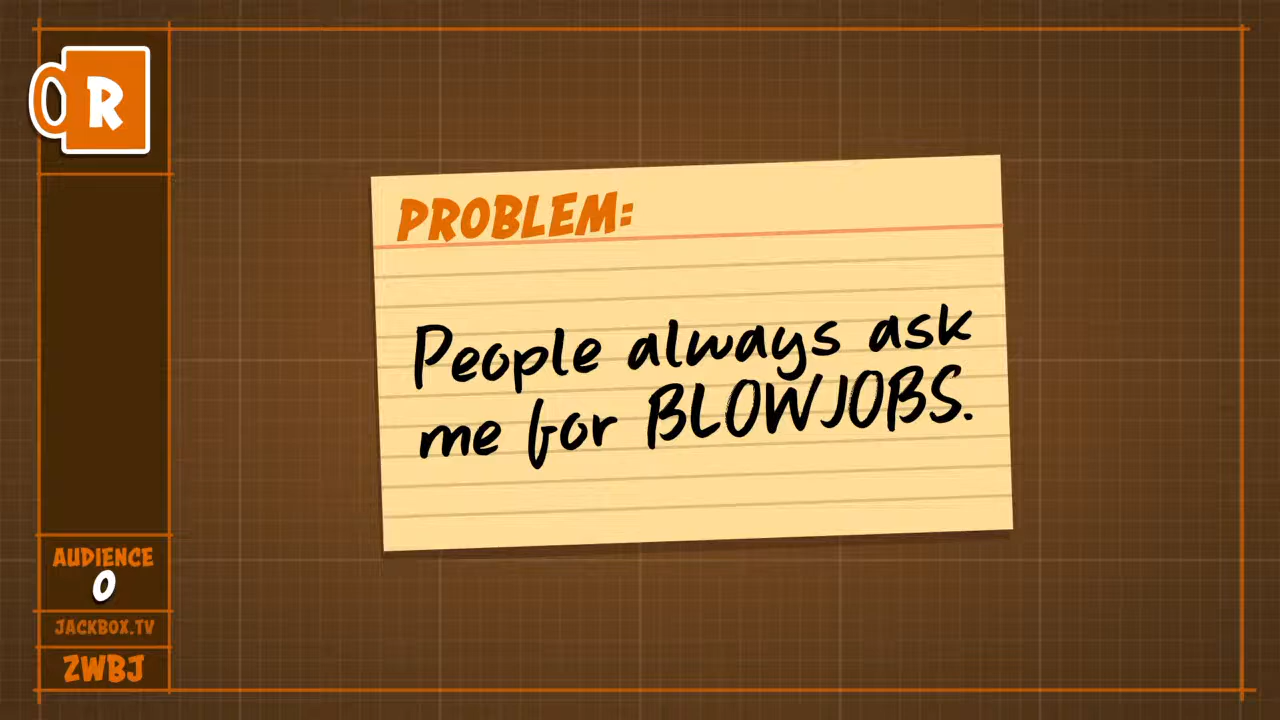 R
PROBLEM:
People always ask
me for BLOWJOBS.
AUDIENCE
0
JACKBOX.TV
ZWBJ